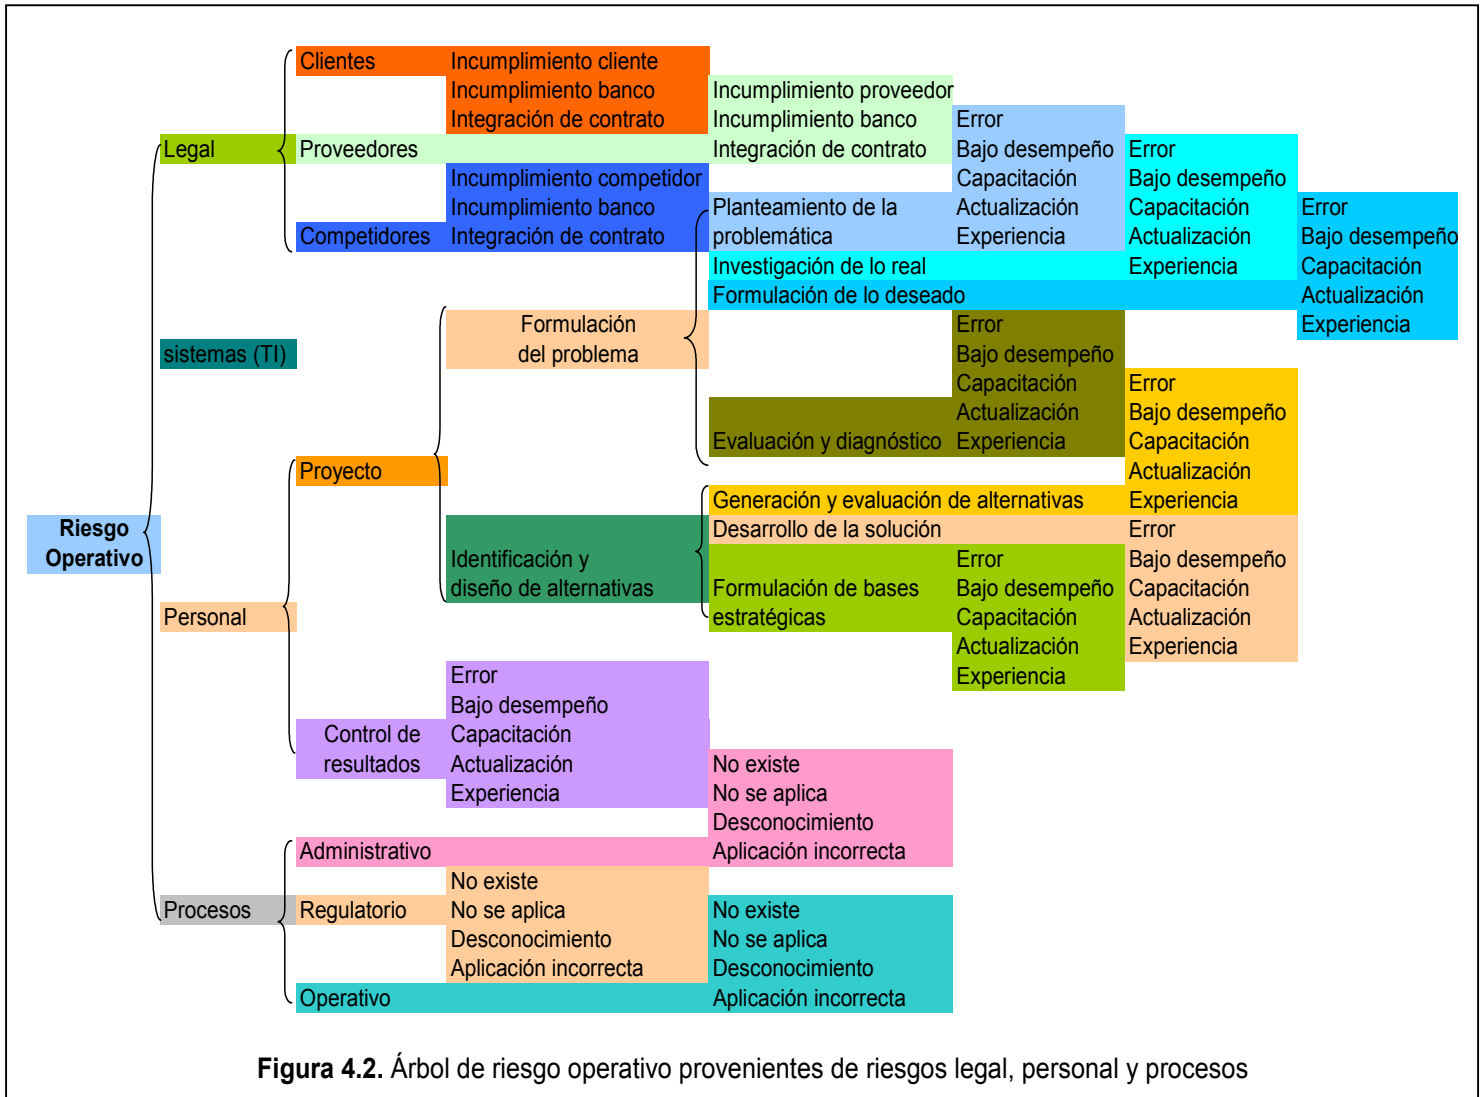 Clientes
Incumplimiento cliente
Incumplimiento banco
Integración de contrato
Legal
Proveedores
Incumplimiento proveedor
Incumplimiento banco
Integración de contrato
Competidores
Incumplimiento competidor
Incumplimiento banco
Integración de contrato
sistemas (TI)
Riesgo
Operativo
Personal
Proyecto
Formulación
del problema
Planteamiento de la
problemática
Error
Bajo desempeño
Capacitación
Actualización
Experiencia
Investigación de lo real
Error
Bajo desempeño
Capacitación
Actualización
Experiencia
Formulación de lo deseado
Error
Bajo desempeño
Capacitación
Actualización
Experiencia
Evaluación y diagnóstico
Error
Bajo desempeño
Capacitación
Actualización
Experiencia
Identificación y
diseño de alternativas
Generación y evaluación de alternativas
Error
Bajo desempeño
Capacitación
Actualización
Experiencia
Desarrollo de la solución
Error
Bajo desempeño
Capacitación
Actualización
Experiencia
Formulación de bases
estratégicas
Error
Bajo desempeño
Capacitación
Actualización
Experiencia
Control de
resultados
Error
Bajo desempeño
Capacitación
Actualización
Experiencia
Procesos
Administrativo
No existe
No se aplica
Desconocimiento
Aplicación incorrecta
Regulatorio
No existe
No se aplica
Desconocimiento
Aplicación incorrecta
Operativo
No existe
No se aplica
Desconocimiento
Aplicación incorrecta
Figura 4.2. Árbol de riesgo operativo provenientes de riesgos legal, personal y procesos